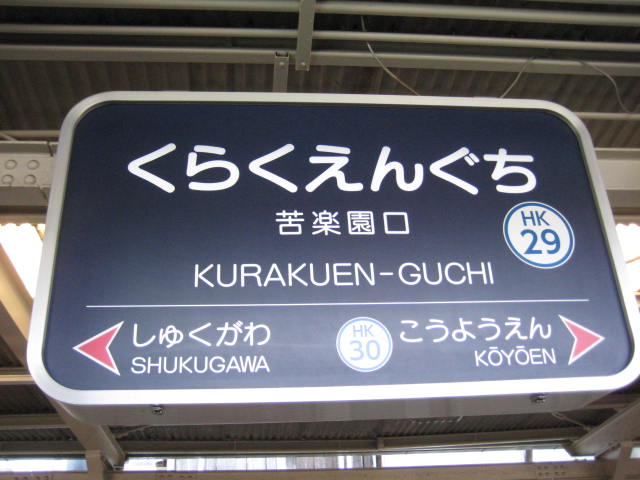 くらくえんぐち
苦楽園口
HK
29
KURAKUEN-GUCHI
しゅくがわ
SHUKUGAWA
HK
30
こうようえん
KŌYŌEN